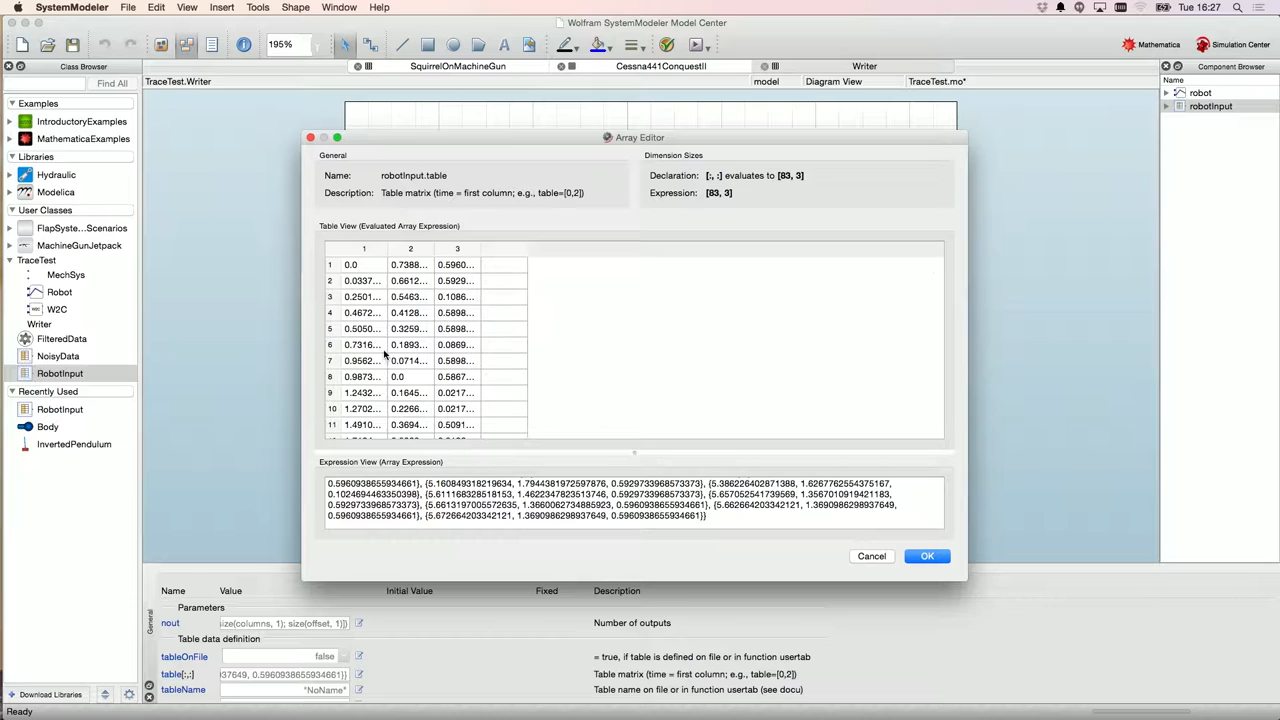 SystemModeler File Edit View Insert Tools Shape Window Help Tue 16:27
Wolfram SystemModeler Model Center
195% Mathematica Simulation Center
Class Browser SquirrelOnMachineGun Cessna441ConquestII Writer Component Browser
Find All TraceTest.Writer model Diagram View TraceTest.mo* Name
Examples
IntroductoryExamples
MathematicaExamples
Libraries
Hydraulic
Modelica
User Classes
FlapSyste...Scenarios
MachineGunJetpack
TraceTest
MechSys
Robot
W2C W2C
Writer
FilteredData
NoisyData
RobotInput
Recently Used
RobotInput
Body
InvertedPendulum
Download Libraries
Ready
robot
robotInput
Array Editor
General Dimension Sizes
Name: robotInput.table Declaration: [:, :] evaluates to [83, 3]
Description: Table matrix (time = first column; e.g., table=[0,2]) Expression: [83, 3]
Table View (Evaluated Array Expression)
1 2 3
1 0.0 0.7388... 0.5960...
2 0.0337... 0.6612... 0.5929...
3 0.2501... 0.5463... 0.1086...
4 0.4672... 0.4128... 0.5898...
5 0.5050... 0.3259... 0.5898...
6 0.7316... 0.1893... 0.0869...
7 0.9562... 0.0714... 0.5898...
8 0.9873... 0.0 0.5867...
9 1.2432... 0.1645... 0.0217...
10 1.2702... 0.2266... 0.0217...
11 1.4910... 0.3694... 0.5091...
Expression View (Array Expression)
0.5960938655934661}, {5.160849318219634, 1.7944381972597876, 0.5929733968573373}, {5.386226402871388, 1.6267762554375167,
0.1024694463350398}, {5.611168328518153, 1.4622347823513746, 0.5929733968573373}, {5.657052541739569, 1.3567010919421183,
0.5929733968573373}, {5.6613197005572635, 1.3660062734885923, 0.5960938655934661}, {5.662664203342121, 1.3690986298937649,
0.5960938655934661}, {5.672664203342121, 1.3690986298937649, 0.5960938655934661}}
Cancel OK
Name Value Initial Value Fixed Description
General
Parameters
nout size(columns, 1); size(offset, 1)]) Number of outputs
Table data definition
tableOnFile false = true, if table is defined on file or in function usertab
table[:,:] )37649, 0.5960938655934661}} Table matrix (time = first column; e.g., table=[0,2])
tableName "NoName" Table name on file or in function usertab (see docu)